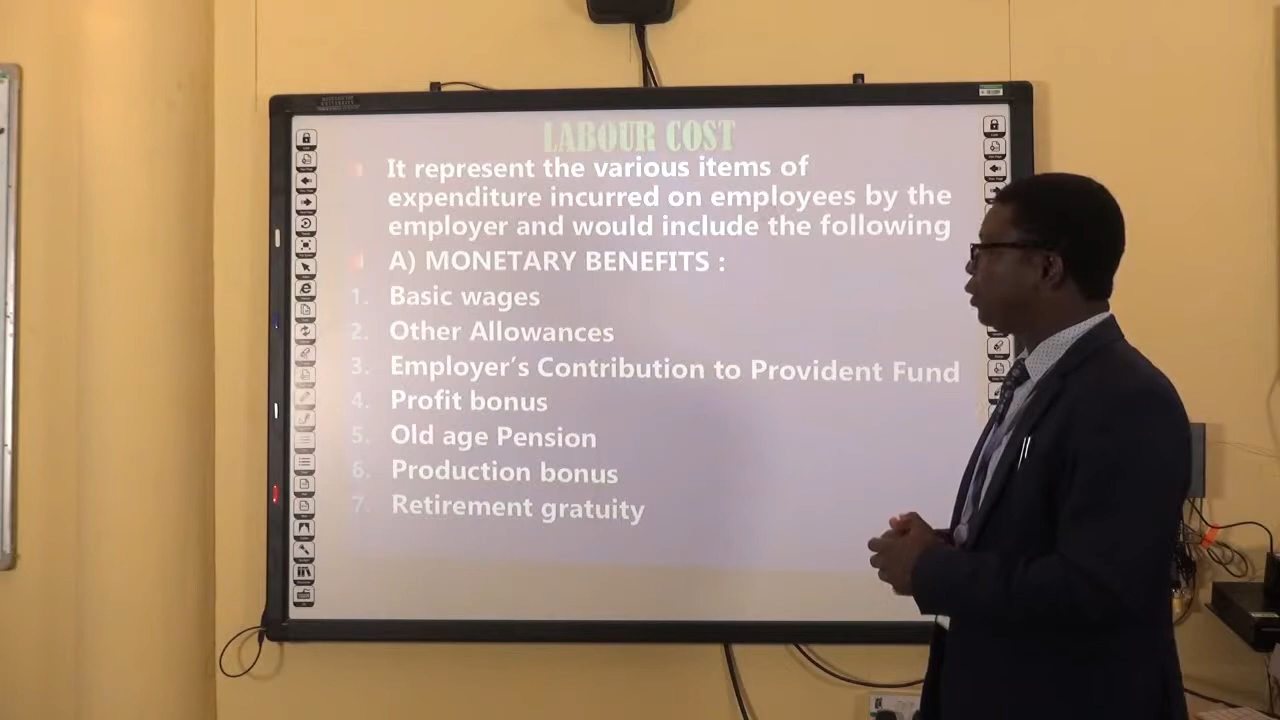 LABOUR COST
It represent the various items of
expenditure incurred on employees by the
employer and would include the following
A) MONETARY BENEFITS :
1. Basic wages
2. Other Allowances
3. Employer's Contribution to Provident Fund
4. Profit bonus
5. Old age Pension
6. Production bonus
7. Retirement gratuity